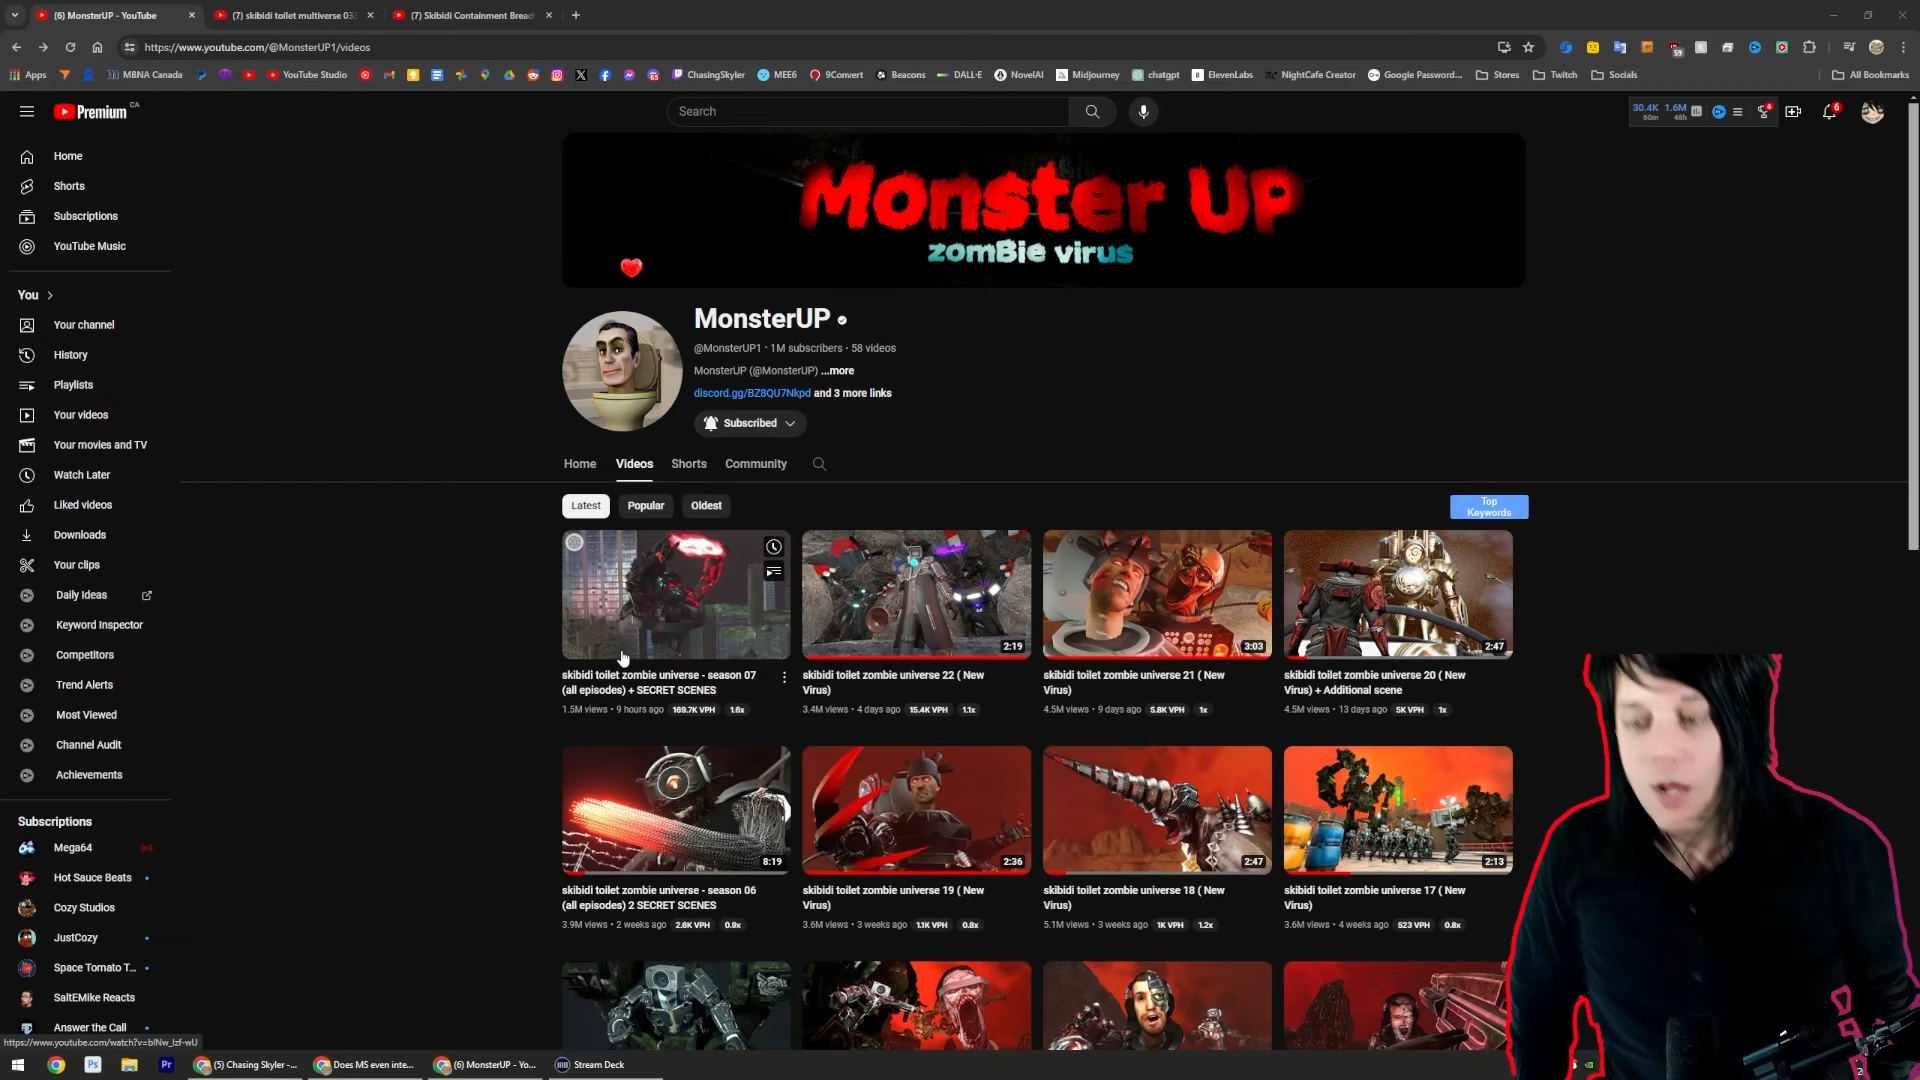 (6) MonsterUP - YouTube
(7) skibidi toilet multiverse 033
(7) Skibidi Containment Breac
https://www.youtube.com/@MonsterUP1/videos
Apps
MBNA Canada
YouTube Studio
ChasingSkyler
MEE6
9Convert
Beacons
DALL-E
NovelAI
Midjourney
chatgpt
ElevenLabs
NightCafe Creator
Google Password...
Stores
Twitch
Socials
All Bookmarks
Premium CA
Search
30.4K 1.6M
60m 48h
6
6
Home
Shorts
Subscriptions
YouTube Music
You
Your channel
History
Playlists
Your videos
Your movies and TV
Watch Later
Liked videos
Downloads
Your clips
Daily Ideas
Keyword Inspector
Competitors
Trend Alerts
Most Viewed
Channel Audit
Achievements
Subscriptions
Mega64
Hot Sauce Beats
Cozy Studios
JustCozy
Space Tomato T...
SaltEMike Reacts
Answer the Call
Monster UP
zomBie virus
MonsterUP
@MonsterUP1 · 1M subscribers · 58 videos
MonsterUP (@MonsterUP) ...more
discord.gg/BZ8QU7Nkpd and 3 more links
Subscribed
Home Videos Shorts Community
Latest Popular Oldest
Top
Keywords
skibidi toilet zombie universe - season 07
(all episodes) + SECRET SCENES
1.5M views · 9 hours ago 169.7K VPH 1.6x
2:19
skibidi toilet zombie universe 22 ( New
Virus)
3.4M views · 4 days ago 15.4K VPH 1.1x
3:03
skibidi toilet zombie universe 21 ( New
Virus)
4.5M views · 9 days ago 5.8K VPH 1x
2:47
skibidi toilet zombie universe 20 ( New
Virus) + Additional scene
4.5M views · 13 days ago 5K VPH 1x
8:19
skibidi toilet zombie universe - season 06
(all episodes) 2 SECRET SCENES
3.9M views · 2 weeks ago 2.6K VPH 0.9x
2:36
skibidi toilet zombie universe 19 ( New
Virus)
3.6M views · 3 weeks ago 1.1K VPH 0.8x
2:47
skibidi toilet zombie universe 18 ( New
Virus)
5.1M views · 3 weeks ago 1K VPH 1.2x
2:13
skibidi toilet zombie universe 17 ( New
Virus)
3.6M views · 4 weeks ago 523 VPH 0.8x
https://www.youtube.com/watch?v=blNw_lzf-wU
(5) Chasing Skyler -...
Does MS even inte...
(6) MonsterUP - Yo...
Stream Deck